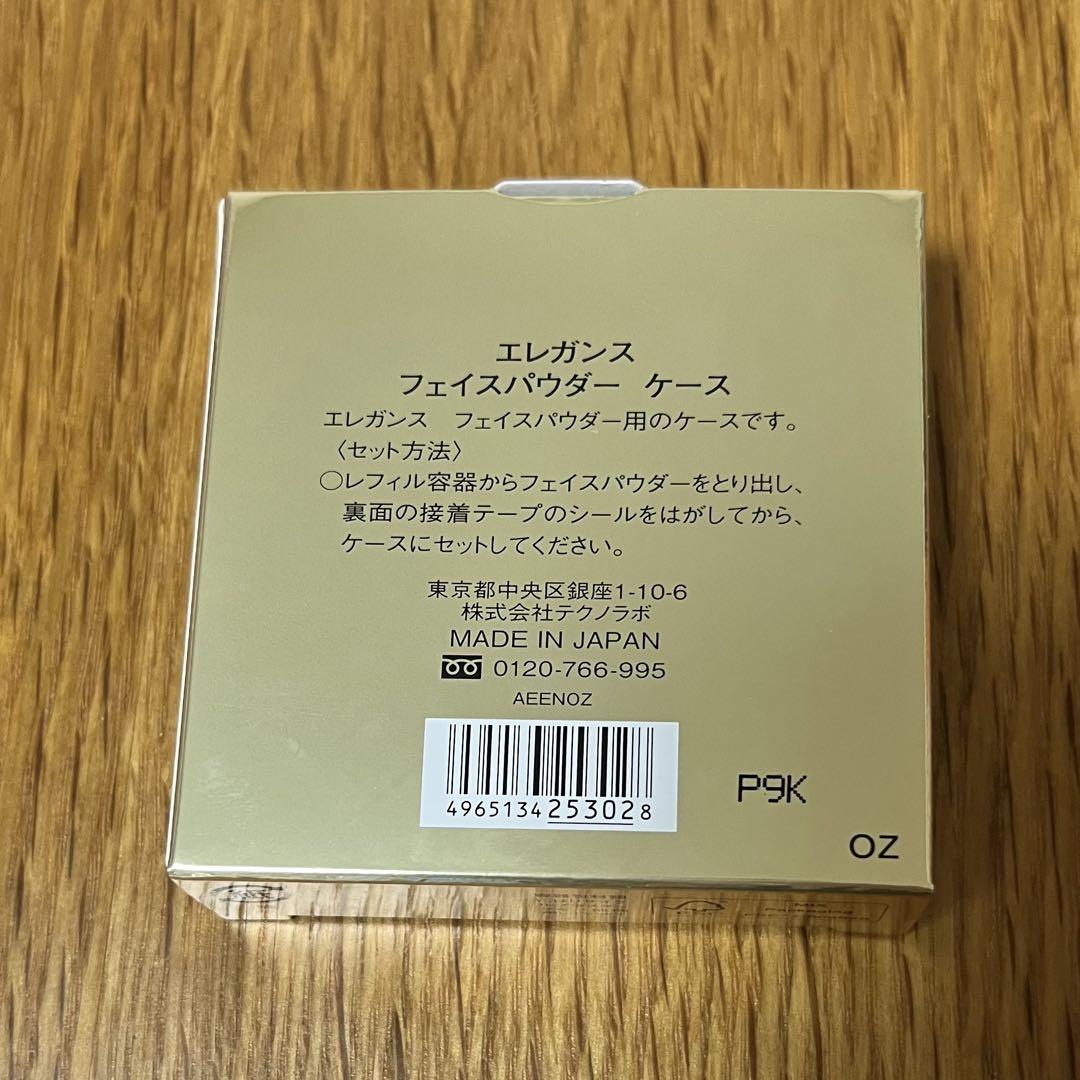 エレガンス
フェイスパウダー ケース
エレガンス フェイスパウダー用のケースです。
〈セット方法〉
○レフィル容器からフェイスパウダーをとり出し、
裏面の接着テープのシールをはがしてから、
ケースにセットしてください。
東京都中央区銀座1-10-6
株式会社テクノラボ
MADE IN JAPAN
0120-766-995
AEENOZ
4965134253028
P9K
OZ
MIX
Packaging